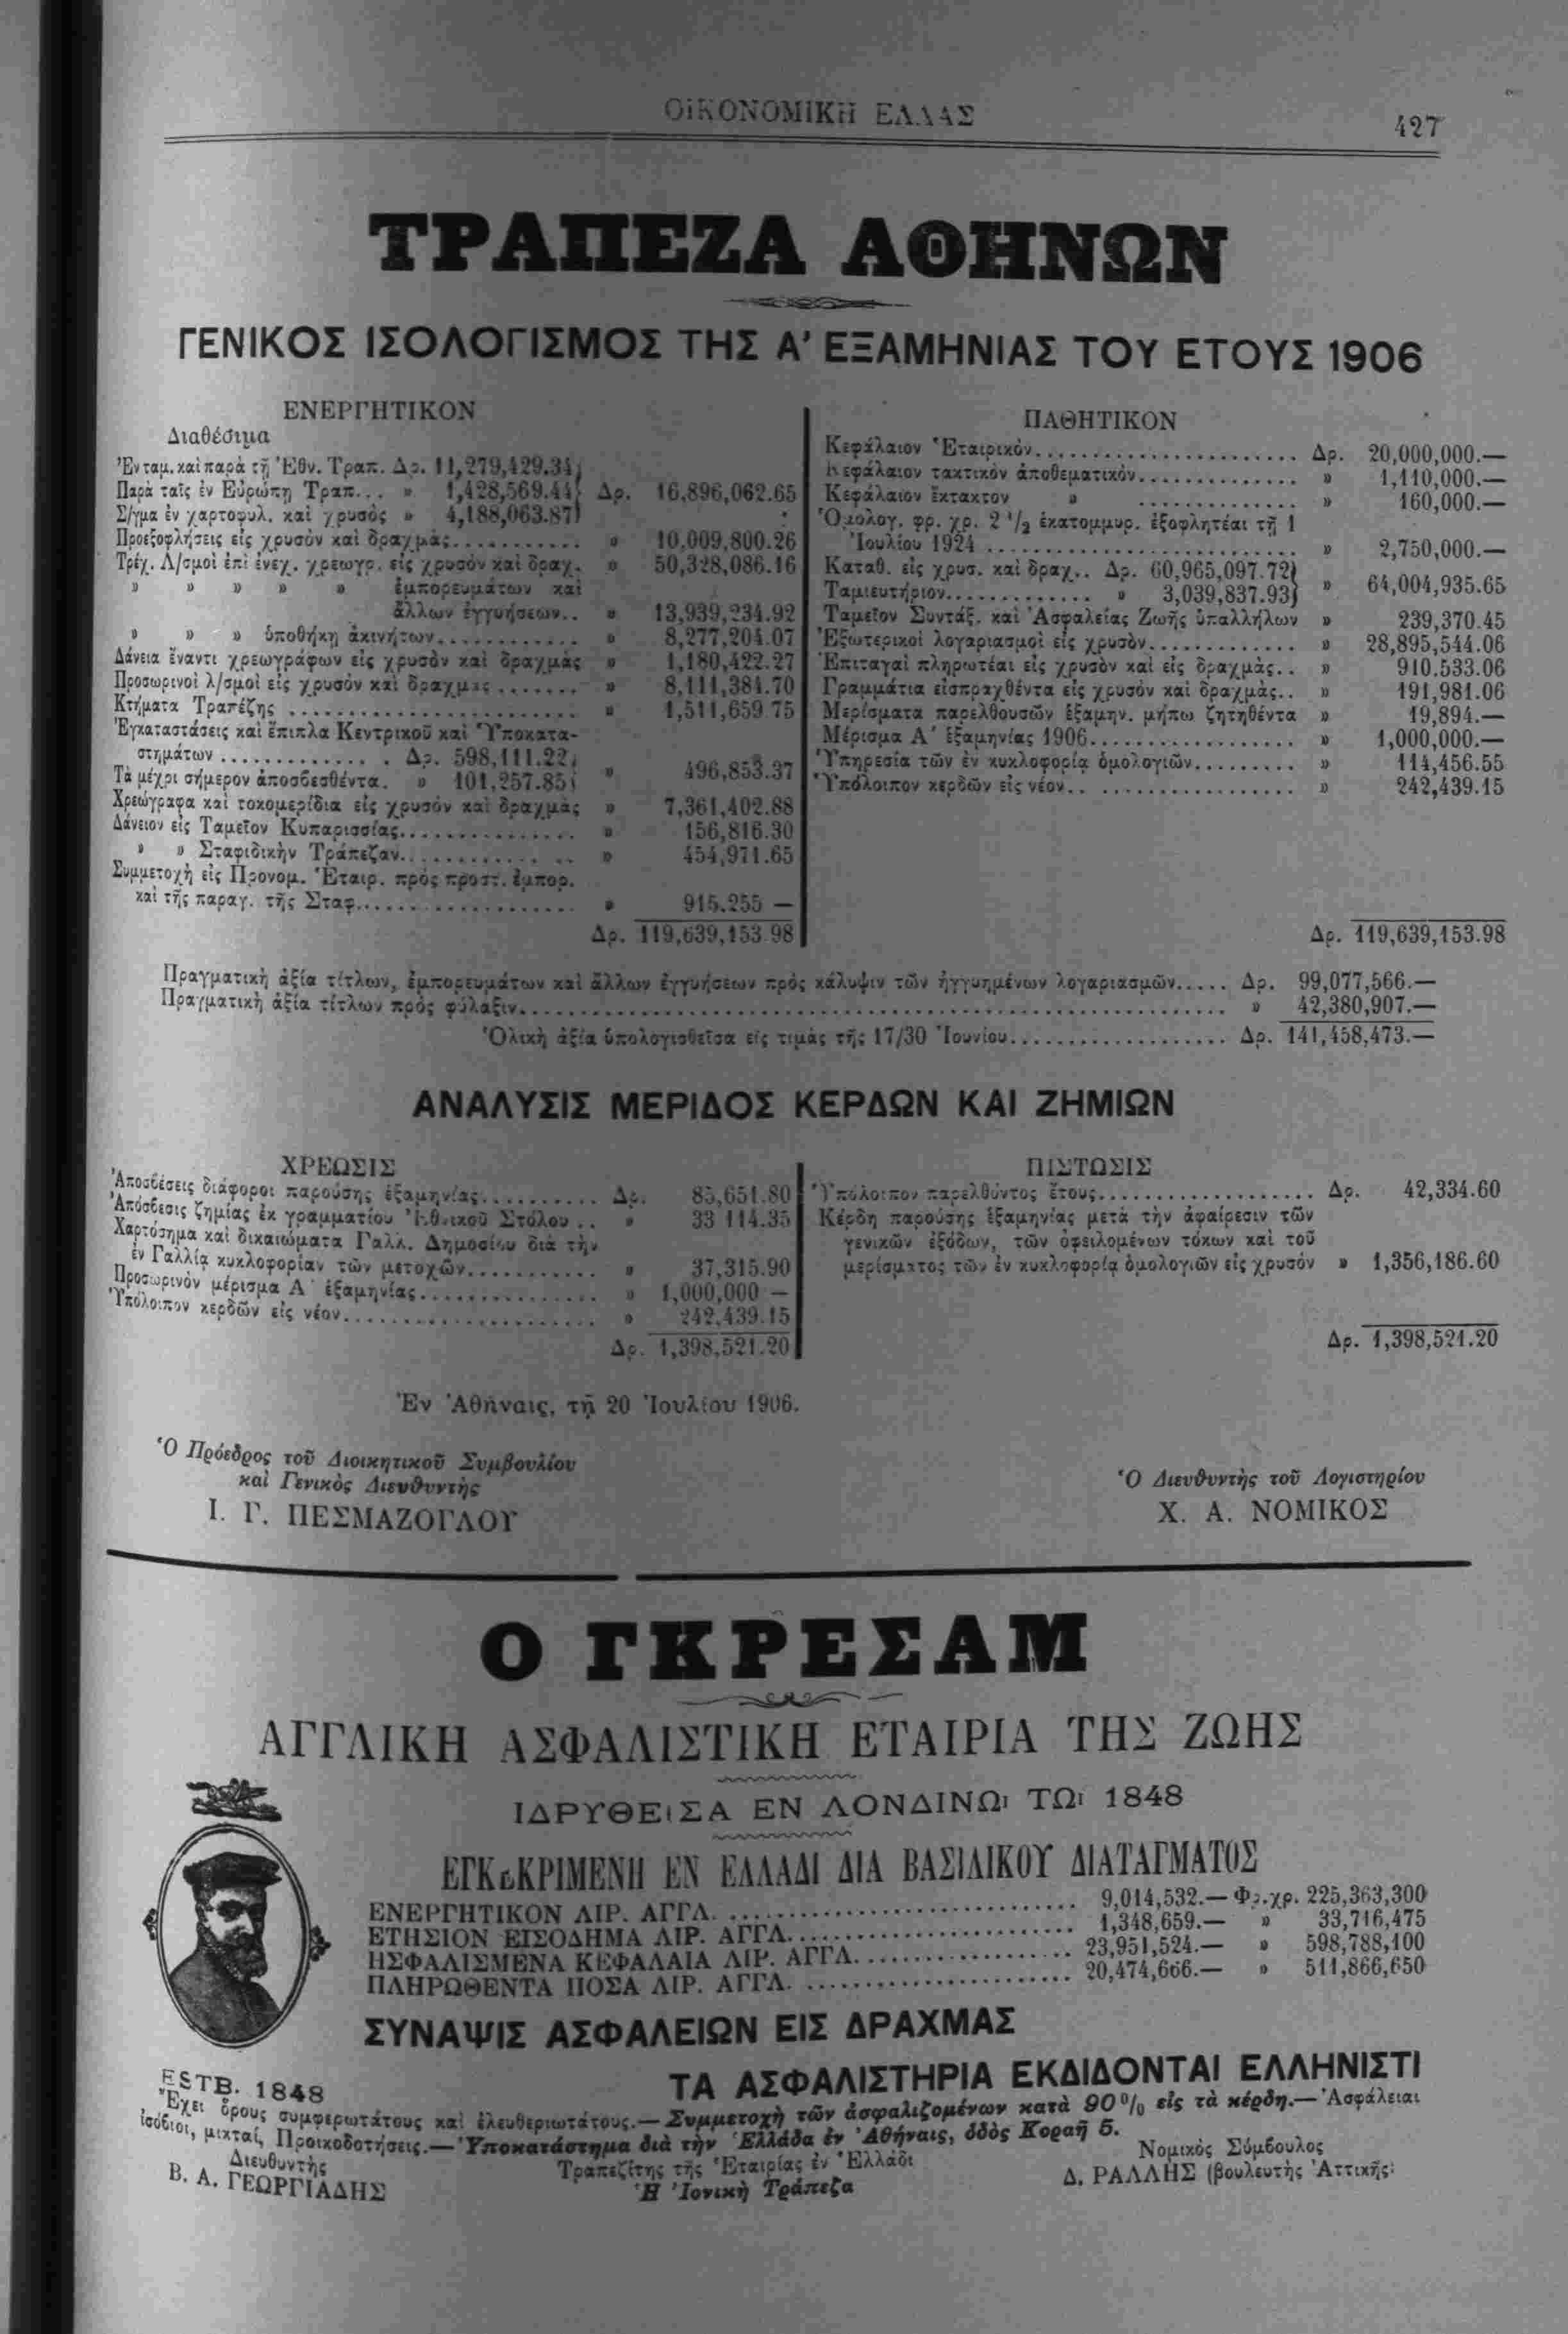 ΟΙΚΟΝΟΜΙΚΗ ΕΛΛΑΣ
427
ΤΡΑΠΕΖΑ ΑΘΗΝΩΝ
ΓΕΝΙΚΟΣ ΙΣΟΛΟΓΙΣΜΟΣ ΤΗΣ Α' ΕΞΑΜΗΝΙΑΣ ΤΟΥ ΕΤΟΥΣ 1906
ΕΝΕΡΓΗΤΙΚΟΝ
Διαθέσιμα
Ἐν ταμ. καὶ παρὰ τῇ Ἐθν. Τραπ. Δρ. 11,279,429.34
Παρὰ ταῖς ἐν Εὐρώπῃ Τραπ... » 1,428,569.44 Δρ. 16,896,062.65
Σ/γμα ἐν χαρτοφυλ. καὶ χρυσὸς » 4,188,063.87
Προεξοφλήσεις εἰς χρυσὸν καὶ δραχμὰς........... » 10,009,800.26
Τρέχ. Λ/σμοὶ ἐπὶ ἐνεχ. χρεωγρ. εἰς χρυσόν καὶ δραχ. » 50,328,086.16
» » » » » ἐμπορευμάτων καὶ
ἄλλων ἐγγυήσεων.. » 13,939,234.92
» » » ὑποθήκῃ ἀκινήτων............ » 8,277,204.07
Δάνεια ἔναντι χρεωγράφων εἰς χρυσὸν καὶ δραχμὰς » 1,180,422.27
Προσωρινοὶ λ/σμοὶ εἰς χρυσόν καὶ δραχμὰς....... » 8,111,384.70
Κτήματα Τραπέζης ........................ » 1,511,659.75
Ἐγκαταστάσεις καὶ ἔπιπλα Κεντρικοῦ καὶ Ὑποκατα-
στημάτων ............. Δρ. 598,111.22
Τὰ μέχρι σήμερον ἀποσβεσθέντα. » 101,257.85 » 496,853.37
Χρεώγραφα καὶ τοκομερίδια εἰς χρυσόν καὶ δραχμὰς » 7,361,402.88
Δάνειον εἰς Ταμεῖον Κυπαρισσίας............... » 156,816.30
» » Σταφιδικὴν Τράπεζαν.............. » 454,971.65
Συμμετοχὴ εἰς Προνομ. Ἑταιρ. πρὸς προστ. ἐμπορ.
καὶ τῆς παραγ. τῆς Σταφ................... » 915.255 —
Δρ. 119,639,153.98
ΠΑΘΗΤΙΚΟΝ
Κεφάλαιον Ἑταιρικόν...................... Δρ. 20,000,000.—
Κεφάλαιον τακτικόν ἀποθεματικόν.............. » 1,110,000.—
Κεφάλαιον ἔκτακτον » .............. » 160,000.—
Ὁμολογ. φρ. χρ. 2 1/2 ἑκατομμυρ. ἐξοφλητέαι τῇ 1
Ἰουλίου 1924 .......................... » 2,750,000.—
Καταθ. εἰς χρυσ. καὶ δραχ.. Δρ. 60,965,097.72
Ταμιευτήριον............. » 3,039,837.93 » 64,004,935.65
Ταμεῖον Συντάξ. καὶ Ἀσφαλείας Ζωῆς ὑπαλλήλων » 239,370.45
Ἐξωτερικοὶ λογαριασμοὶ εἰς χρυσὸν............. » 28,895,544.06
Ἐπιταγαὶ πληρωτέαι εἰς χρυσὸν καὶ εἰς δραχμὰς.. » 910.533.06
Γραμμάτια εἰσπραχθέντα εἰς χρυσόν καὶ δραχμὰς.. » 191,981.06
Μερίσματα παρελθουσῶν ἑξαμην. μήπω ζητηθέντα » 19,894.—
Μέρισμα Α' ἑξαμηνίας 1906.................. » 1,000,000.—
Ὑπηρεσία τῶν ἐν κυκλοφορίᾳ ὁμολογιῶν......... » 114,456.55
Ὑπόλοιπον κερδῶν εἰς νέον.................. » 242,439.15
Δρ. 119,639,153.98
Πραγματικὴ ἀξία τίτλων, ἐμπορευμάτων καὶ ἄλλων ἐγγυήσεων πρὸς κάλυψιν τῶν ἠγγυημένων λογαριασμῶν..... Δρ. 99,077,566.—
Πραγματικὴ ἀξία τίτλων πρὸς φύλαξιν........................ » 42,380,907.—
Ὁλικὴ ἀξία ὑπολογισθεῖσα εἰς τιμὰς τῆς 17/30 Ἰουνίου.................. Δρ. 141,458,473.—
ΑΝΑΛΥΣΙΣ ΜΕΡΙΔΟΣ ΚΕΡΔΩΝ ΚΑΙ ΖΗΜΙΩΝ
ΧΡΕΩΣΙΣ
Ἀποσβέσεις διάφοροι παρούσης ἑξαμηνίας.......... Δρ. 85,651.80
Ἀπόσβεσις ζημίας ἐκ γραμματίου Ἐθνικοῦ Στόλου .. » 33 114.35
Χαρτόσημα καὶ δικαιώματα Γαλλ. Δημοσίου διὰ τὴν
ἐν Γαλλίᾳ κυκλοφορίαν τῶν μετοχῶν........... » 37,315.90
Προσωρινὸν μέρισμα Α' ἑξαμηνίας............... » 1,000,000 —
Ὑπόλοιπον κερδῶν εἰς νέον..................... » 242,439.15
Δρ. 1,398,521.20
ΠΙΣΤΩΣΙΣ
Ὑπόλοιπον παρελθόντος ἔτους.................. Δρ. 42,334.60
Κέρδη παρούσης ἑξαμηνίας μετὰ τὴν ἀφαίρεσιν τῶν
γενικῶν ἐξόδων, τῶν ὀφειλομένων τόκων καὶ τοῦ
μερίσματος τῶν ἐν κυκλοφορίᾳ ὁμολογιῶν εἰς χρυσόν » 1,356,186.60
Δρ. 1,398,521.20
Ἐν Ἀθήναις, τῇ 20 Ἰουλίου 1906.
Ὁ Πρόεδρος τοῦ Διοικητικοῦ Συμβουλίου
καὶ Γενικὸς Διευθυντὴς
Ι. Γ. ΠΕΣΜΑΖΟΓΛΟΥ
Ὁ Διευθυντὴς τοῦ Λογιστηρίου
Χ. Α. ΝΟΜΙΚΟΣ
Ο ΓΚΡΕΣΑΜ
ΑΓΓΛΙΚΗ ΑΣΦΑΛΙΣΤΙΚΗ ΕΤΑΙΡΙΑ ΤΗΣ ΖΩΗΣ
ΙΔΡΥΘΕΙΣΑ ΕΝ ΛΟΝΔΙΝΩι ΤΩι 1848
ΕΓΚεΚΡΙΜΕΝΗ ΕΝ ΕΛΛΑΔΙ ΔΙΑ ΒΑΣΙΛΙΚΟΥ ΔΙΑΤΑΓΜΑΤΟΣ
ΕΝΕΡΓΗΤΙΚΟΝ ΛΙΡ. ΑΓΓΛ. ............................ 9,014,532.— Φρ.χρ. 225,363,300
ΕΤΗΣΙΟΝ ΕΙΣΟΔΗΜΑ ΛΙΡ. ΑΓΓΛ....................... 1,348,659.— » 33,716,475
ΗΣΦΑΛΙΣΜΕΝΑ ΚΕΦΑΛΑΙΑ ΛΙΡ. ΑΓΓΛ.................. 23,951,524.— » 598,788,100
ΠΛΗΡΩΘΕΝΤΑ ΠΟΣΑ ΛΙΡ. ΑΓΓΛ. ...................... 20,474,666.— » 511,866,650
ΣΥΝΑΨΙΣ ΑΣΦΑΛΕΙΩΝ ΕΙΣ ΔΡΑΧΜΑΣ
ΤΑ ΑΣΦΑΛΙΣΤΗΡΙΑ ΕΚΔΙΔΟΝΤΑΙ ΕΛΛΗΝΙΣΤΙ
ESTB. 1848
Ἔχει ὅρους συμφερωτάτους καὶ ἐλευθεριωτάτους.— Συμμετοχὴ τῶν ἀσφαλιζομένων κατὰ 90 0/0 εἰς τὰ κέρδη.— Ἀσφάλειαι
ἰσόβιοι, μικταί, Προικοδοτήσεις.— Ὑποκατάστημα διὰ τὴν Ἑλλάδα ἐν Ἀθήναις, ὁδὸς Κοραῆ 5.
Διευθυντὴς
Β. Α. ΓΕΩΡΓΙΑΔΗΣ
Τραπεζίτης τῆς Ἑταιρίας ἐν Ἑλλάδι
Ἡ Ἰονικὴ Τράπεζα
Νομικὸς Σύμβουλος
Δ. ΡΑΛΛΗΣ (βουλευτὴς Ἀττικῆς)